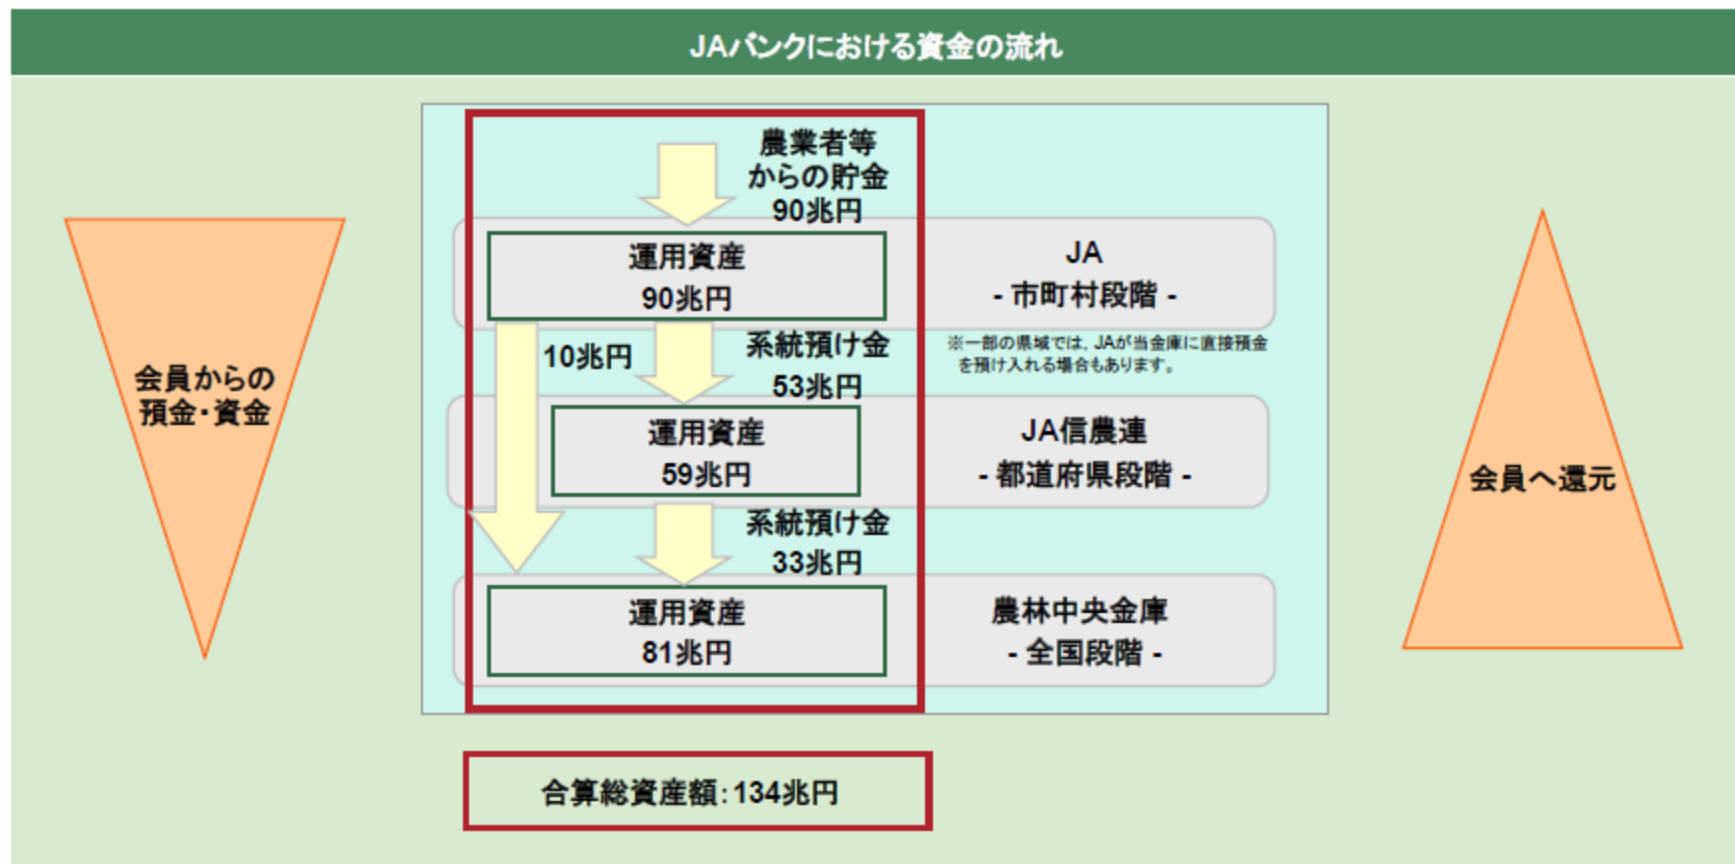 JAバンクにおける資金の流れ
農業者等
からの貯金
90兆円
運用資産
90兆円
JA
- 市町村段階 -
10兆円
系統預け金
53兆円
※一部の県域では、JAが当金庫に直接預金
を預け入れる場合もあります。
会員からの
預金・資金
運用資産
59兆円
JA信農連
- 都道府県段階 -
会員へ還元
系統預け金
33兆円
運用資産
81兆円
農林中央金庫
- 全国段階 -
合算総資産額：134兆円